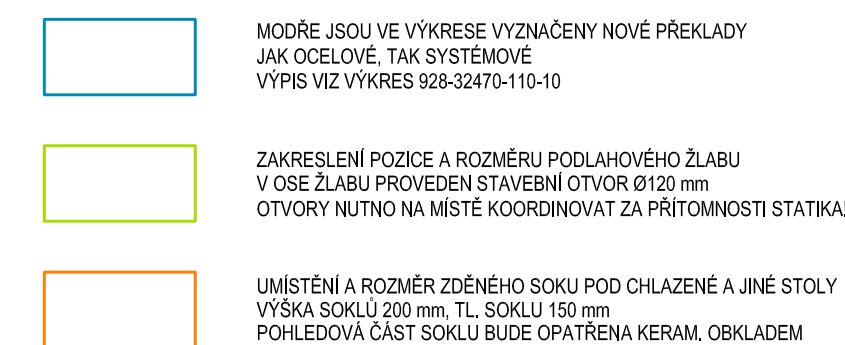 MODŘE JSOU VE VÝKRESE VYZNAČENY NOVÉ PŘEKLADY
JAK OCELOVÉ, TAK SYSTÉMOVÉ
VÝPIS VIZ VÝKRES 928-32470-110-10
ZAKRESLENÍ POZICE A ROZMĚRU PODLAHOVÉHO ŽLABU
V OSE ŽLABU PROVEDEN STAVEBNÍ OTVOR Ø120 mm
OTVORY NUTNO NA MÍSTĚ KOORDINOVAT ZA PŘÍTOMNOSTI STATIKA!
UMÍSTĚNÍ A ROZMĚR ZDĚNÉHO SOKU POD CHLAZENÉ A JINÉ STOLY
VÝŠKA SOKLŮ 200 mm, TL. SOKLU 150 mm
POHLEDOVÁ ČÁST SOKLU BUDE OPATŘENA KERAM. OBKLADEM